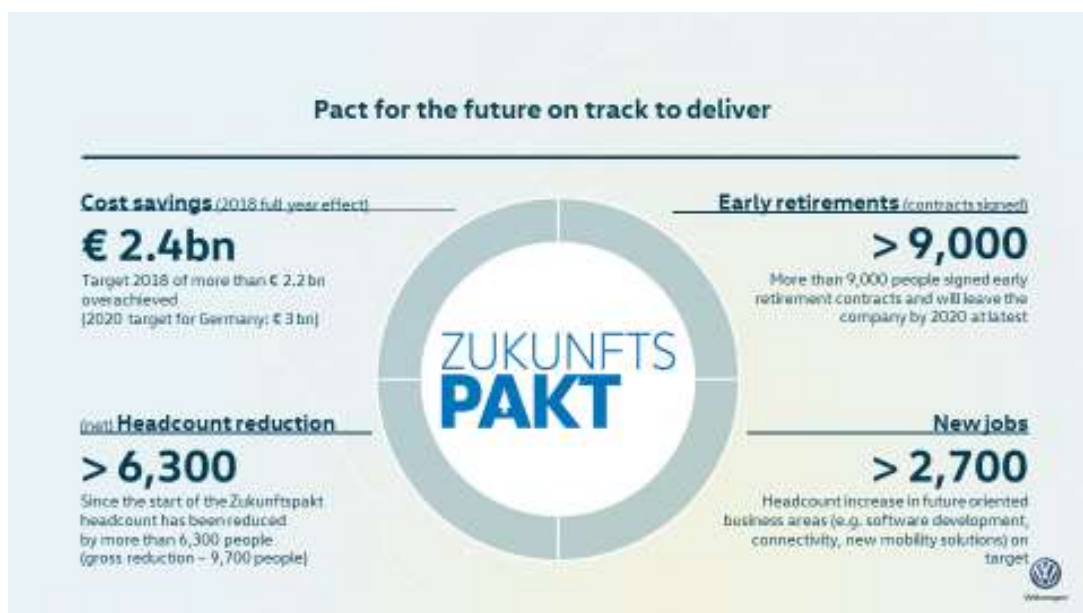 Pact for the future on track to deliver
Cost savings (2018 full year effect)
€ 2.4bn
Target 2018 of more than € 2.2 bn
overachieved
(2020 target for Germany: € 3 bn)
Early retirements (contracts signed)
> 9,000
More than 9,000 people signed early
retirement contracts and will leave the
company by 2020 at latest
ZUKUNFTS
PAKT
(net) Headcount reduction
> 6,300
Since the start of the Zukunftspakt
headcount has been reduced
by more than 6,300 people
(gross reduction – 9,700 people)
New jobs
> 2,700
Headcount increase in future oriented
business areas (e.g. software development,
connectivity, new mobility solutions) on
target
Volkswagen